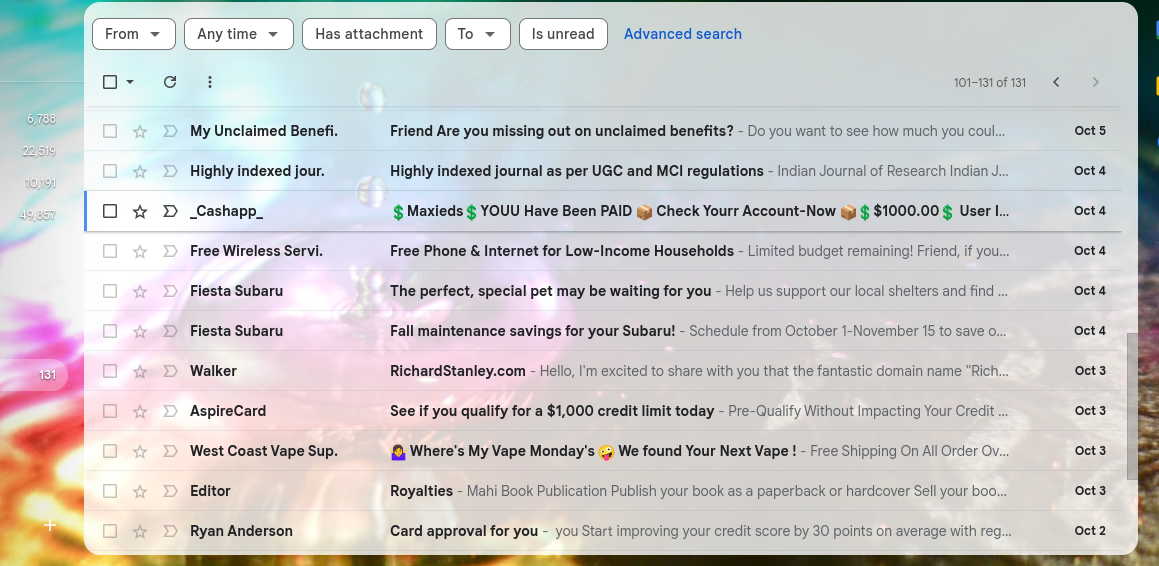 From Any time Has attachment To Is unread Advanced search
101–131 of 131
6,788
22,519
10,191
49,857
131
My Unclaimed Benefi. Friend Are you missing out on unclaimed benefits? - Do you want to see how much you coul... Oct 5
Highly indexed jour. Highly indexed journal as per UGC and MCI regulations - Indian Journal of Research Indian J... Oct 4
_Cashapp_ 💲Maxieds💲YOUU Have Been PAID 📦 Check Yourr Account-Now 📦💲$1000.00💲 User I... Oct 4
Free Wireless Servi. Free Phone & Internet for Low-Income Households - Limited budget remaining! Friend, if you... Oct 4
Fiesta Subaru The perfect, special pet may be waiting for you - Help us support our local shelters and find ... Oct 4
Fiesta Subaru Fall maintenance savings for your Subaru! - Schedule from October 1-November 15 to save o... Oct 4
Walker RichardStanley.com - Hello, I'm excited to share with you that the fantastic domain name "Rich... Oct 3
AspireCard See if you qualify for a $1,000 credit limit today - Pre-Qualify Without Impacting Your Credit ... Oct 3
West Coast Vape Sup. 🤷‍♀️ Where's My Vape Monday's 🤪 We found Your Next Vape ! - Free Shipping On All Order Ov... Oct 3
Editor Royalties - Mahi Book Publication Publish your book as a paperback or hardcover Sell your boo... Oct 3
Ryan Anderson Card approval for you - you Start improving your credit score by 30 points on average with reg... Oct 2